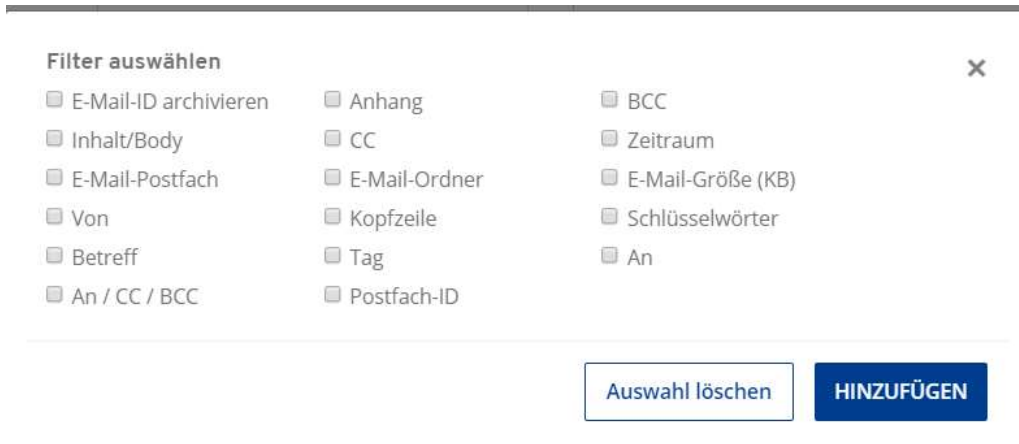 Filter auswählen
E-Mail-ID archivieren Anhang BCC
Inhalt/Body CC Zeitraum
E-Mail-Postfach E-Mail-Ordner E-Mail-Größe (KB)
Von Kopfzeile Schlüsselwörter
Betreff Tag An
An / CC / BCC Postfach-ID
Auswahl löschen HINZUFÜGEN